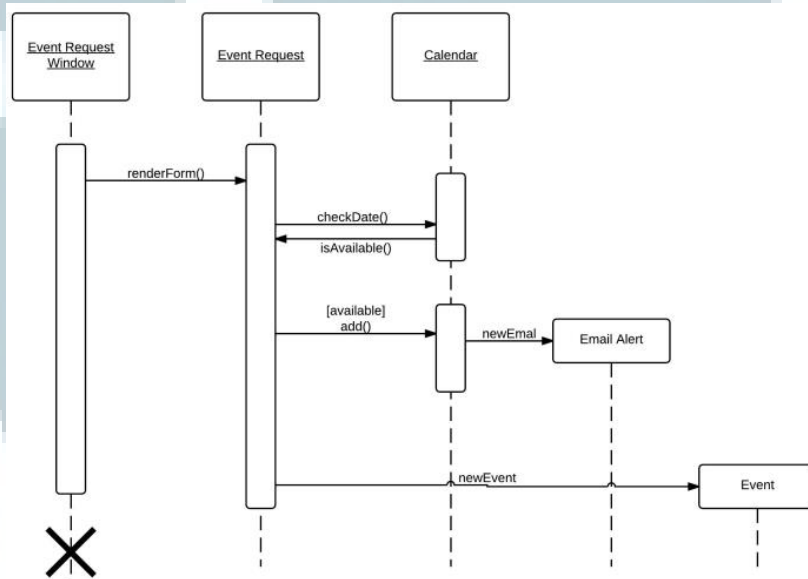 Event Request
Window
Event Request
Calendar
renderForm()
checkDate()
isAvailable()
[available]
add()
newEmal
Email Alert
newEvent
Event